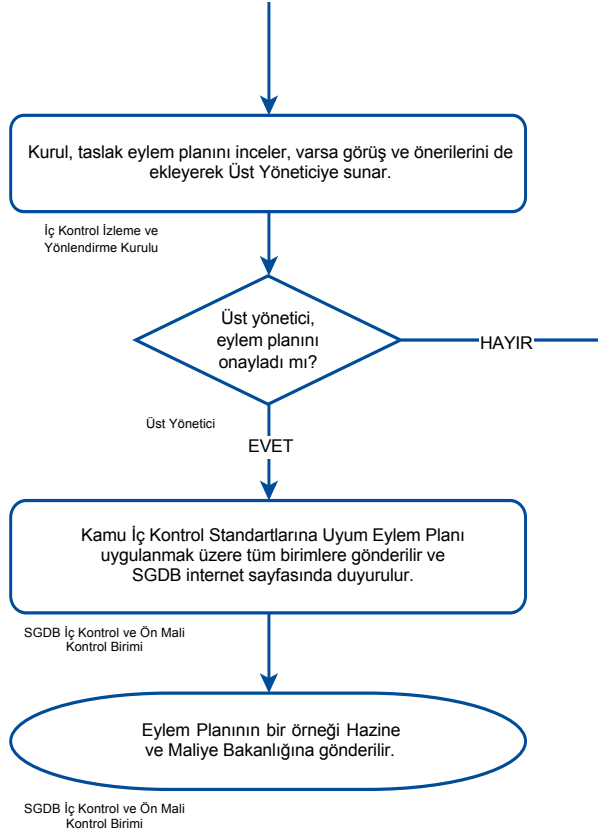 Kurul, taslak eylem planını inceler, varsa görüş ve önerilerini de
ekleyerek Üst Yöneticiye sunar.
İç Kontrol İzleme ve
Yönlendirme Kurulu
Üst yönetici,
eylem planını
onayladı mı?
HAYIR
Üst Yönetici
EVET
Kamu İç Kontrol Standartlarına Uyum Eylem Planı
uygulanmak üzere tüm birimlere gönderilir ve
SGDB internet sayfasında duyurulur.
SGDB İç Kontrol ve Ön Mali
Kontrol Birimi
Eylem Planının bir örneği Hazine
ve Maliye Bakanlığına gönderilir.
SGDB İç Kontrol ve Ön Mali
Kontrol Birimi